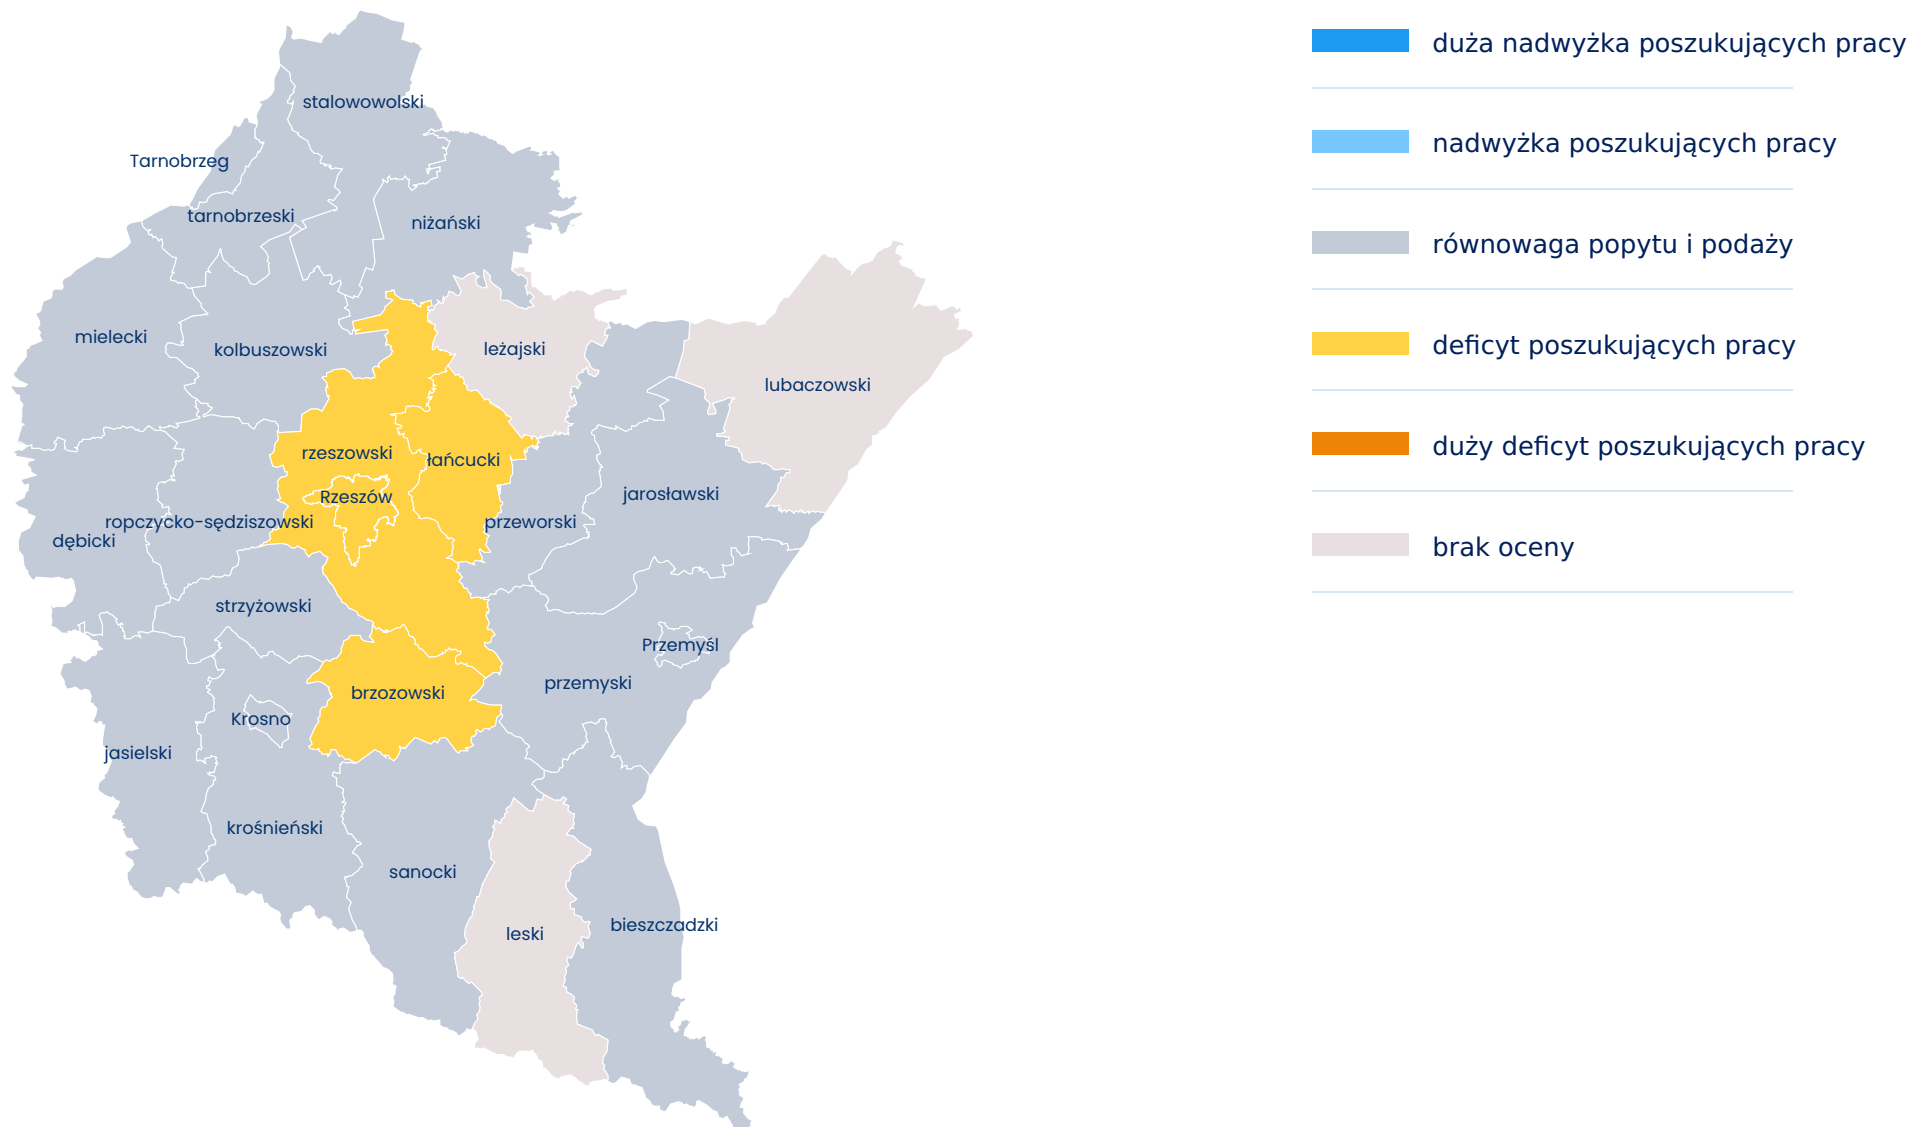 stalowowolski
Tarnobrzeg
tarnobrzeski
niżański
mielecki
kolbuszowski
leżajski
lubaczowski
rzeszowski
łańcucki
Rzeszów
jarosławski
ropczycko-sędziszowski
przeworski
dębicki
strzyżowski
Przemyśl
przemyski
brzozowski
Krosno
jasielski
krośnieński
sanocki
bieszczadzki
leski
duża nadwyżka poszukujących pracy
nadwyżka poszukujących pracy
równowaga popytu i podaży
deficyt poszukujących pracy
duży deficyt poszukujących pracy
brak oceny